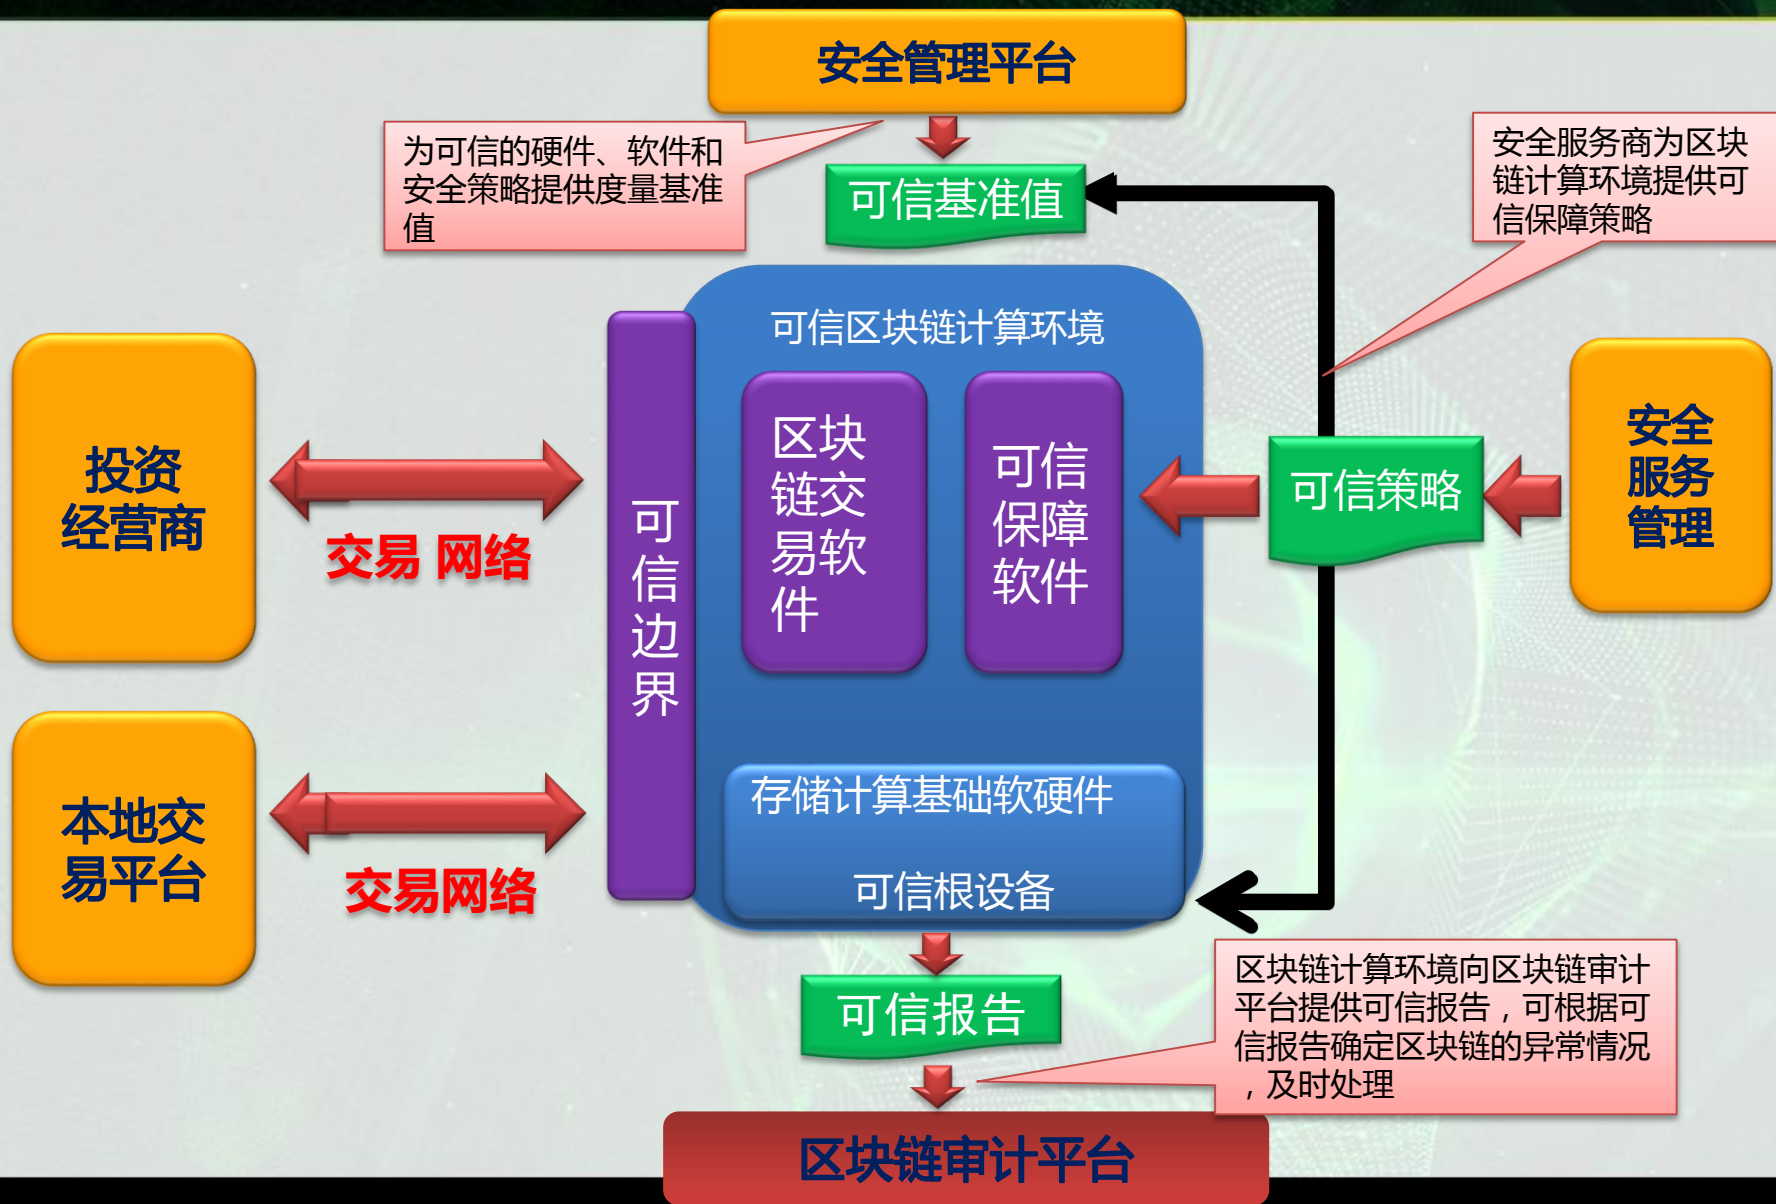 安全管理平台
为可信的硬件、软件和
安全策略提供度量基准
值
可信基准值
安全服务商为区块
链计算环境提供可
信保障策略
可信区块链计算环境
投资
经营商
交易 网络
可
信
边
界
区块
链交
易软
件
可信
保障
软件
可信策略
安全
服务
管理
本地交
易平台
交易网络
存储计算基础软硬件
可信根设备
可信报告
区块链计算环境向区块链审计
平台提供可信报告，可根据可
信报告确定区块链的异常情况
，及时处理
区块链审计平台